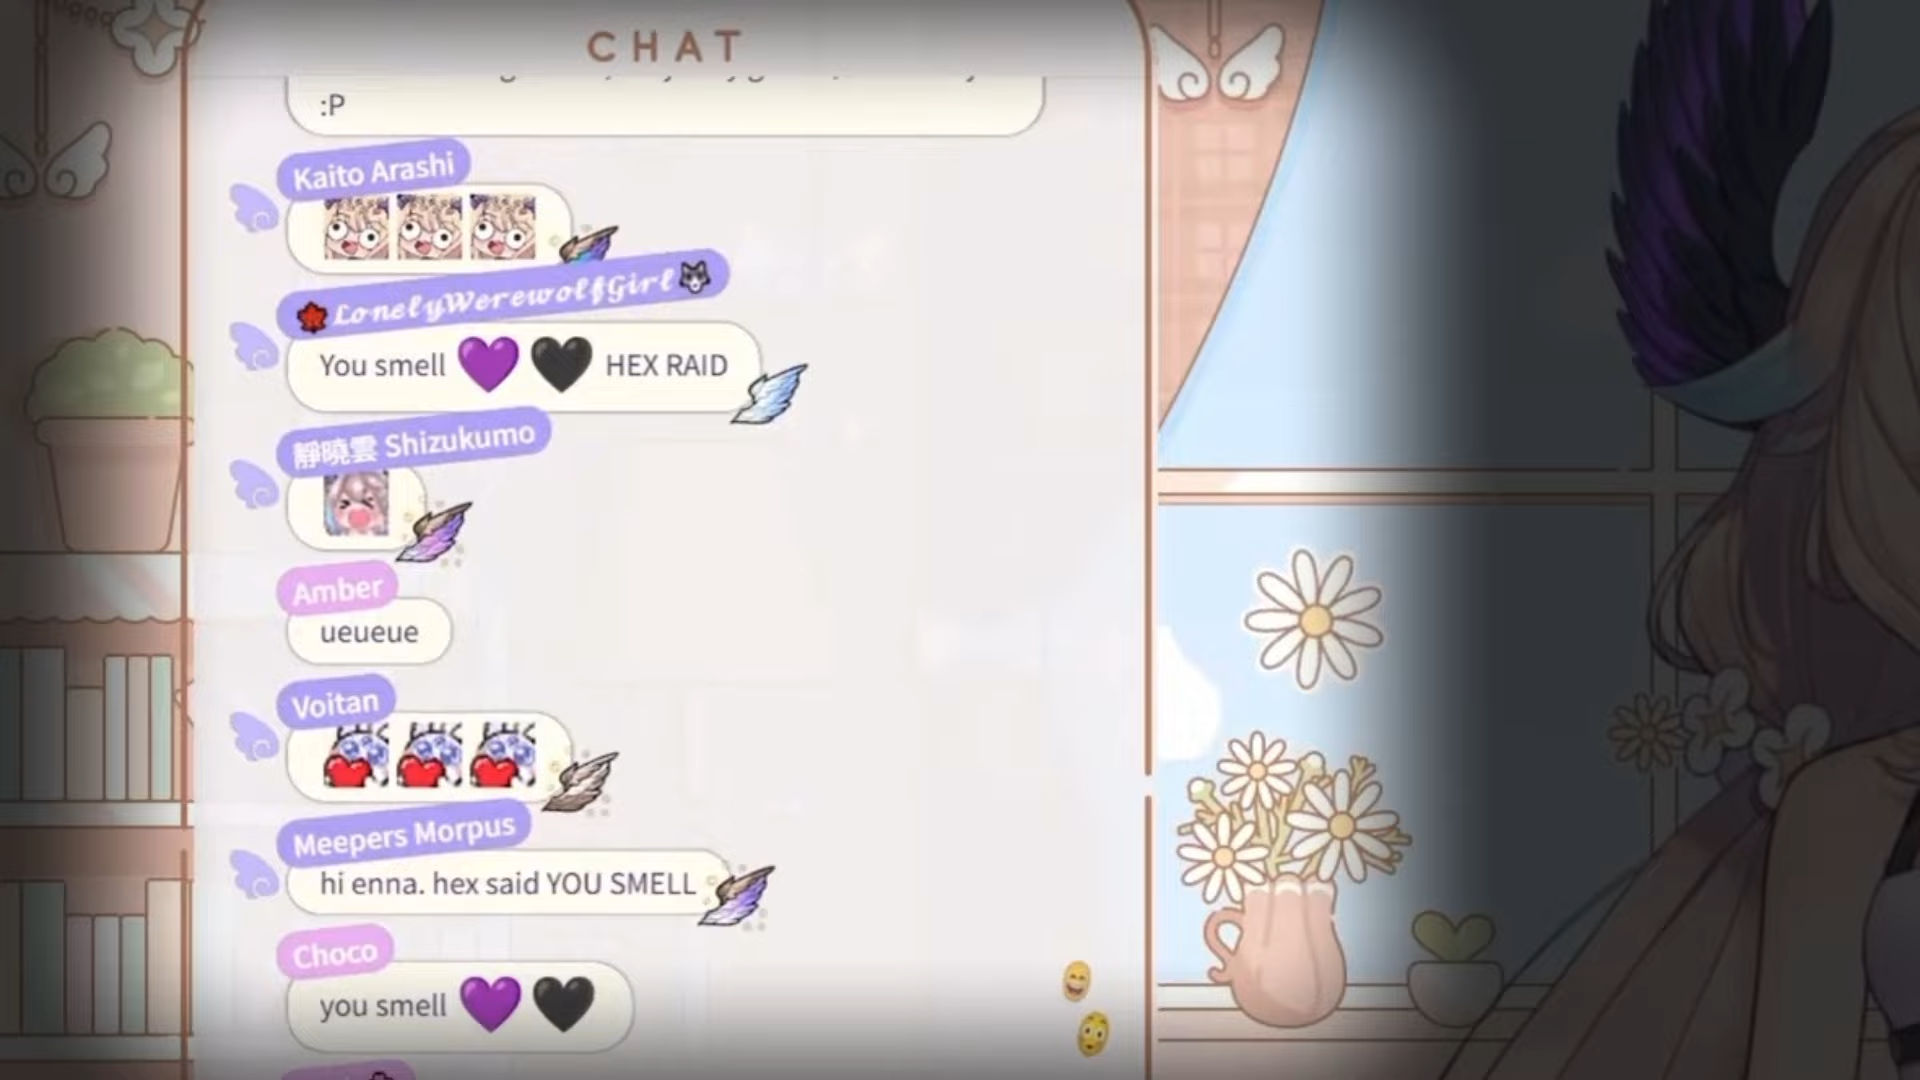 CHAT
:P
Kaito Arashi
LonelyWerewolfGirl
You smell 💜 🖤 HEX RAID
靜曉雲 Shizukumo
Amber
ueueue
Voitan
Meepers Morpus
hi enna. hex said YOU SMELL
Choco
you smell 💜 🖤